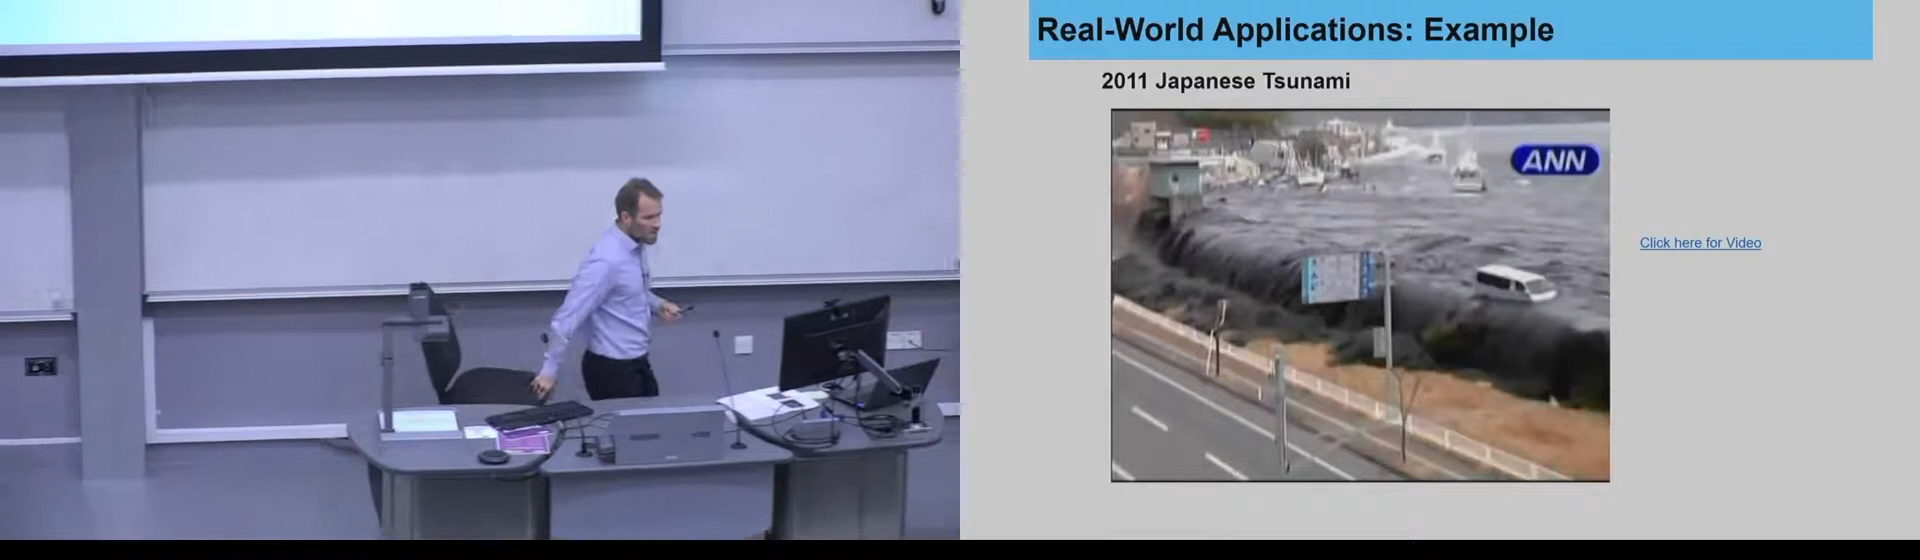 Real-World Applications: Example
2011 Japanese Tsunami
ANN
Click here for Video